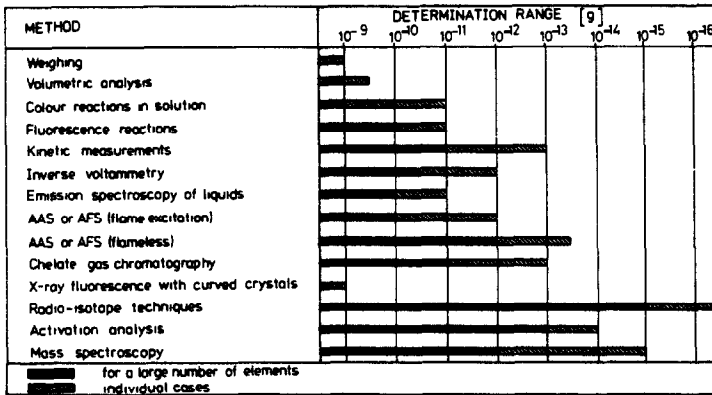 METHOD
DETERMINATION RANGE [g]
10-9 10-10 10-11 10-12 10-13 10-14 10-15 10-16
Weighing
Volumetric analysis
Colour reactions in solution
Fluorescence reactions
Kinetic measurements
Inverse voltammetry
Emission spectroscopy of liquids
AAS or AFS (flame excitation)
AAS or AFS (flameless)
Chelate gas chromatography
X-ray fluorescence with curved crystals
Radio-isotope techniques
Activation analysis
Mass spectroscopy
for a large number of elements
individual cases